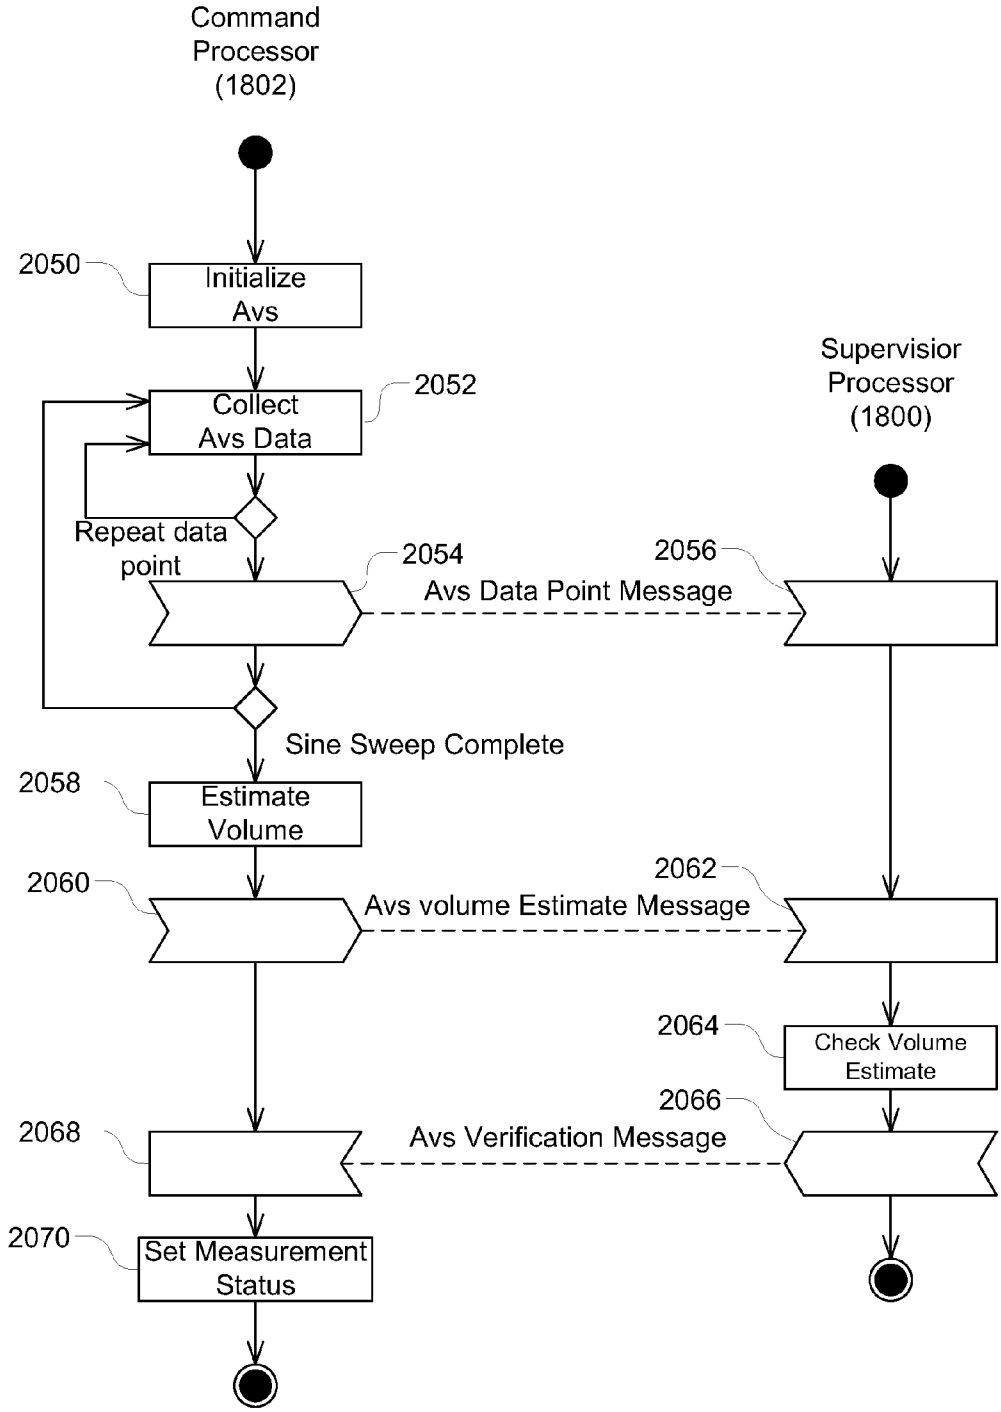 Command
Processor
(1802)
2050
Initialize
Avs
2052
Collect
Avs Data
Supervisior
Processor
(1800)
Repeat data
point
2054
Avs Data Point Message
2056
Sine Sweep Complete
2058
Estimate
Volume
2060
Avs volume Estimate Message
2062
2064
Check Volume
Estimate
2066
2068
Avs Verification Message
2070
Set Measurement
Status